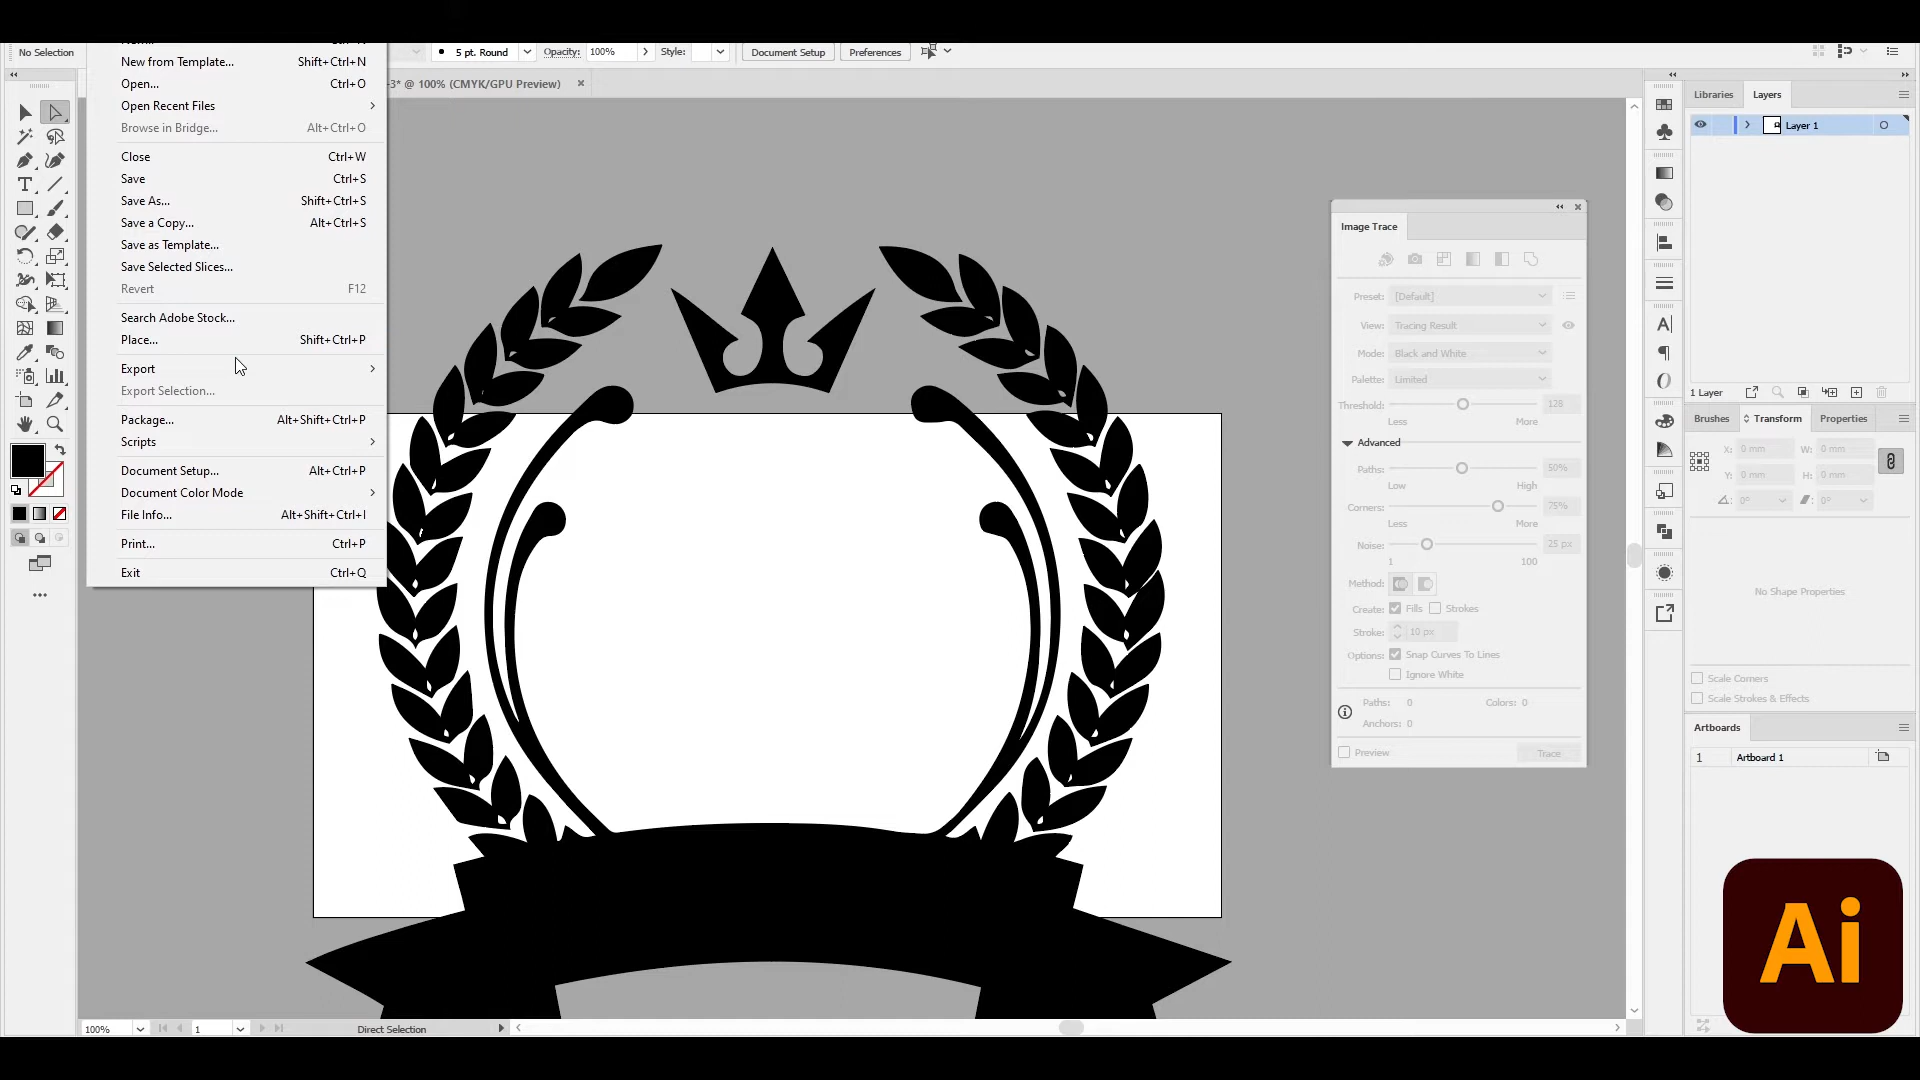 No Selection
5 pt. Round
Opacity: 100%
Style:
Document Setup
Preferences
New from Template... Shift+Ctrl+N
Open... Ctrl+O
Open Recent Files
Browse in Bridge... Alt+Ctrl+O
Close Ctrl+W
Save Ctrl+S
Save As... Shift+Ctrl+S
Save a Copy... Alt+Ctrl+S
Save as Template...
Save Selected Slices...
Revert F12
Search Adobe Stock...
Place... Shift+Ctrl+P
Export
Export Selection...
Package... Alt+Shift+Ctrl+P
Scripts
Document Setup... Alt+Ctrl+P
Document Color Mode
File Info... Alt+Shift+Ctrl+I
Print... Ctrl+P
Exit Ctrl+Q
-3* @ 100% (CMYK/GPU Preview)
Image Trace
Preset: [Default]
View: Tracing Result
Mode: Black and White
Palette: Limited
Threshold: 128
Less More
Advanced
Paths: 50%
Low High
Corners: 75%
Less More
Noise: 25 px
1 100
Method:
Create: Fills Strokes
Stroke: 10 px
Options: Snap Curves To Lines
Ignore White
Paths: 0 Colors: 0
Anchors: 0
Preview Trace
Libraries Layers
Layer 1
1 Layer
Brushes Transform Properties
X: 0 mm W: 0 mm
Y: 0 mm H: 0 mm
0° 0°
No Shape Properties
Scale Corners
Scale Strokes & Effects
Artboards
1 Artboard 1
Ai
100% 1 Direct Selection